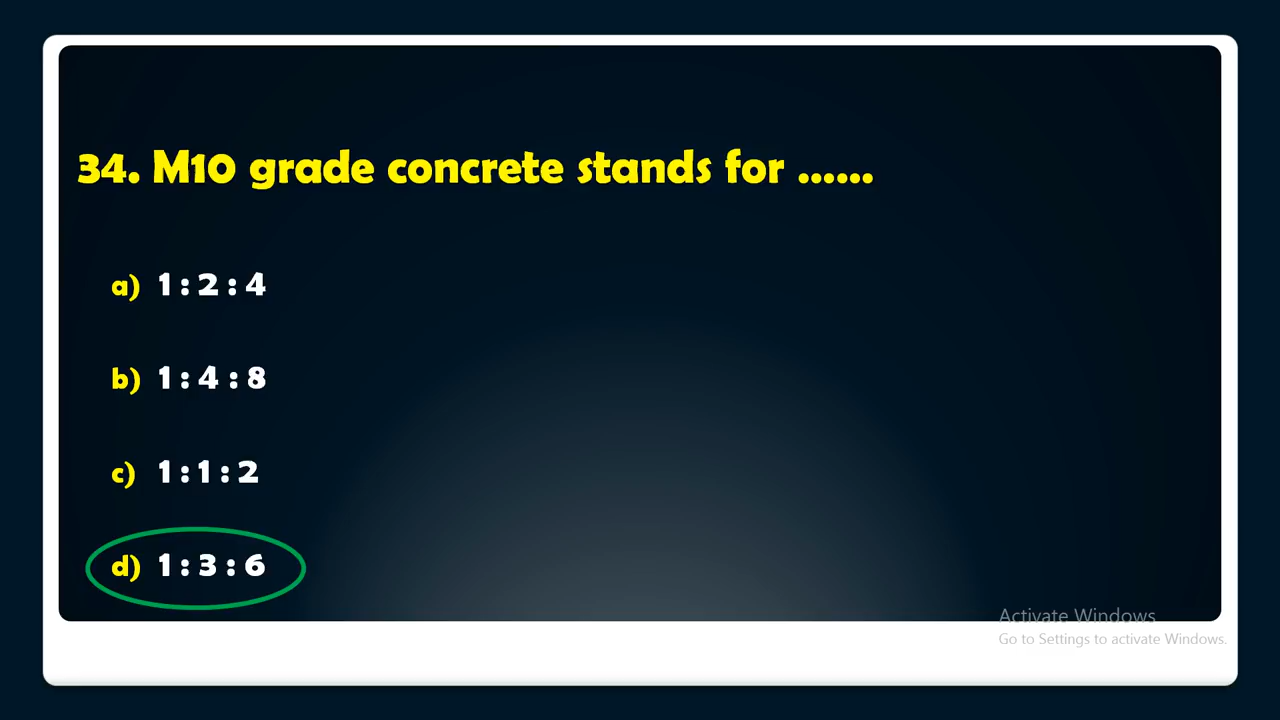 34. M10 grade concrete stands for ......
a) 1 : 2 : 4
b) 1 : 4 : 8
c) 1 : 1 : 2
d) 1 : 3 : 6
Activate Windows
Go to Settings to activate Windows.